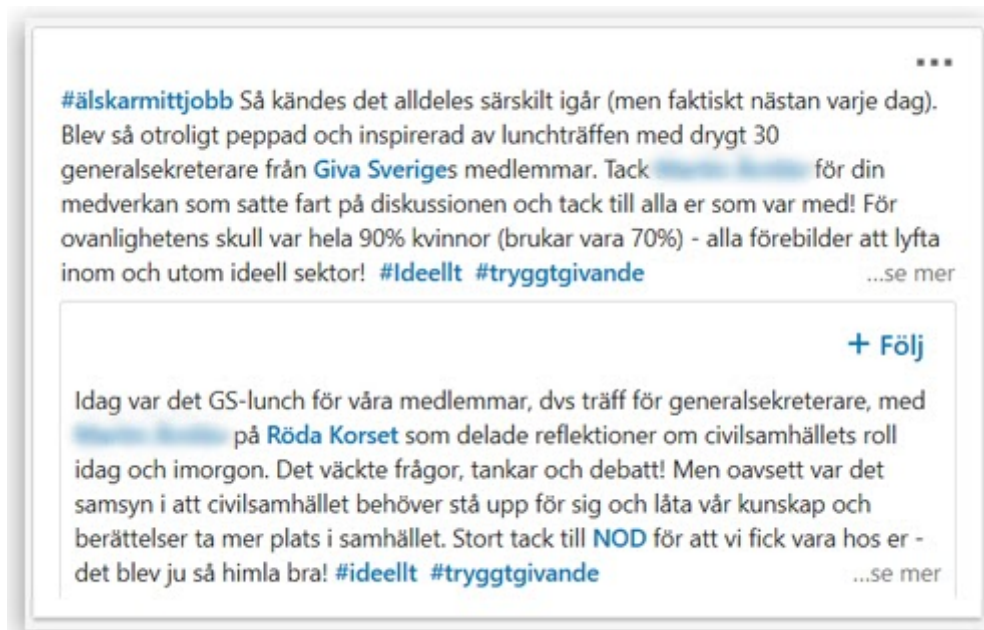 #älskarmittjobb Så kändes det alldeles särskilt igår (men faktiskt nästan varje dag).
Blev så otroligt peppad och inspirerad av lunchträffen med drygt 30
generalsekreterare från Giva Sveriges medlemmar. Tack för din
medverkan som satte fart på diskussionen och tack till alla er som var med! För
ovanlighetens skull var hela 90% kvinnor (brukar vara 70%) - alla förebilder att lyfta
inom och utom ideell sektor! #Ideellt #tryggtgivande ...se mer
+ Följ
Idag var det GS-lunch för våra medlemmar, dvs träff för generalsekreterare, med
på Röda Korset som delade reflektioner om civilsamhällets roll
idag och imorgon. Det väckte frågor, tankar och debatt! Men oavsett var det
samsyn i att civilsamhället behöver stå upp för sig och låta vår kunskap och
berättelser ta mer plats i samhället. Stort tack till NOD för att vi fick vara hos er -
det blev ju så himla bra! #ideellt #tryggtgivande ...se mer